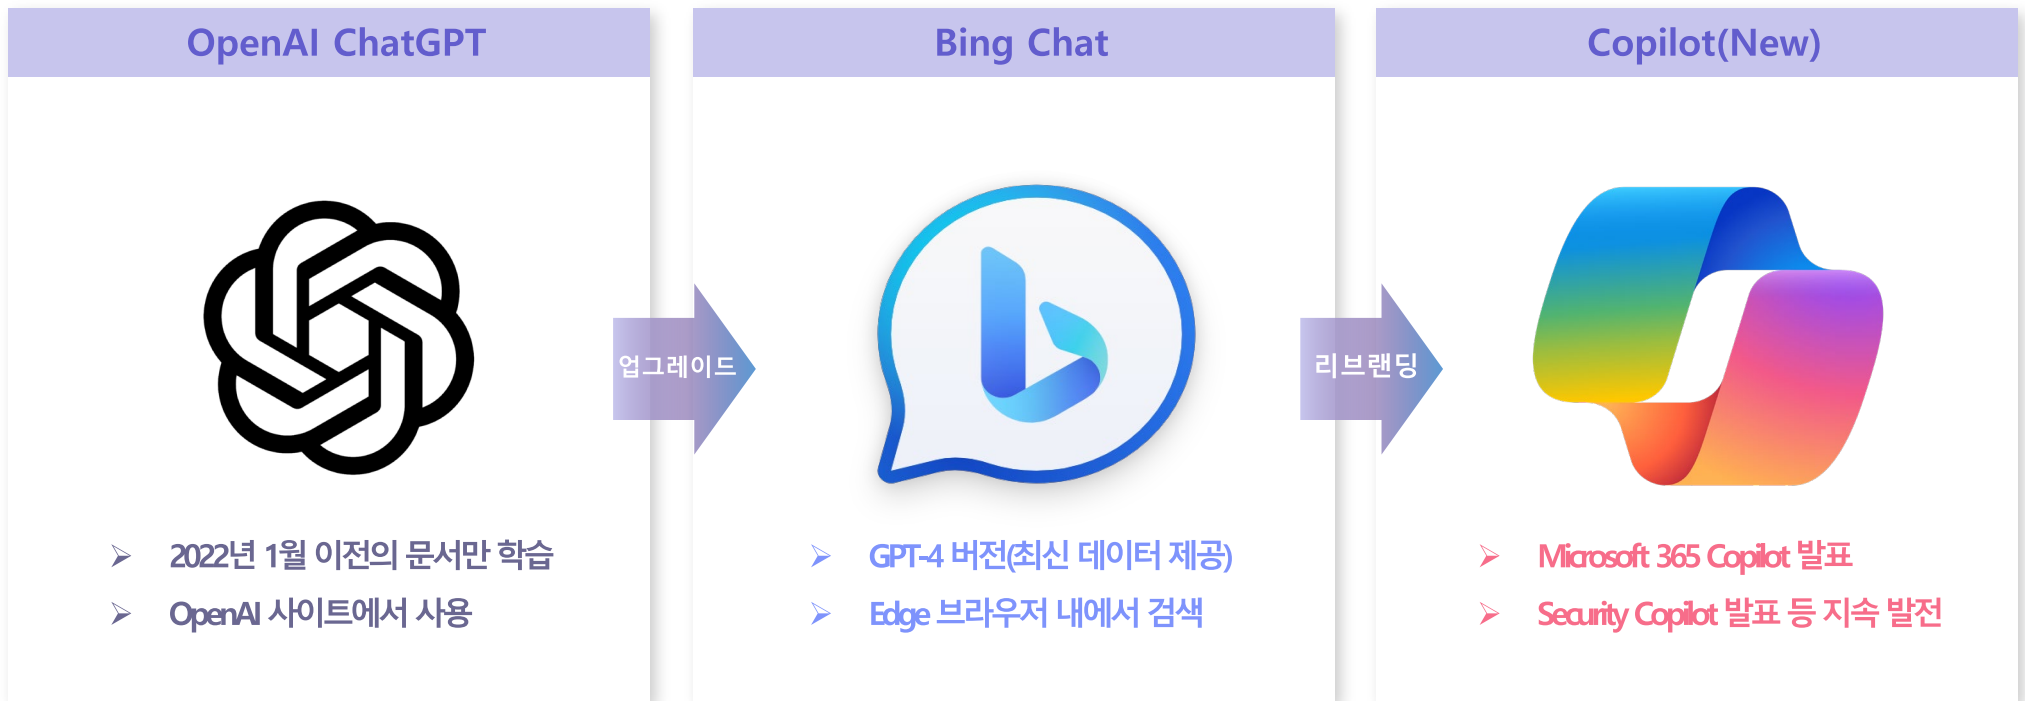 OpenAI ChatGPT
Bing Chat
Copilot(New)
업그레이드
리브랜딩
➢ 2022년 1월 이전의 문서만 학습
➢ OpenAI 사이트에서 사용
➢ GPT-4 버전(최신 데이터 제공)
➢ Edge 브라우저 내에서 검색
➢ Microsoft 365 Copilot 발표
➢ Security Copilot 발표 등 지속 발전